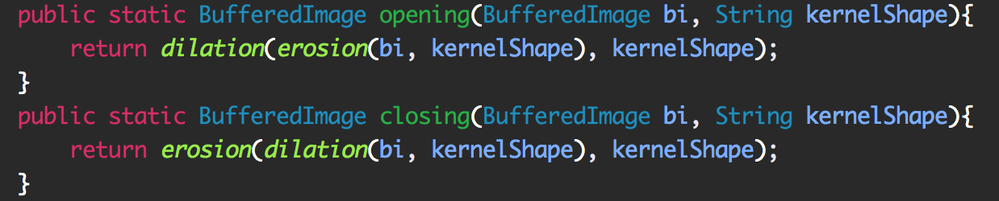 public static BufferedImage opening(BufferedImage bi, String kernelShape){
    return dilation(erosion(bi, kernelShape), kernelShape);
}
public static BufferedImage closing(BufferedImage bi, String kernelShape){
    return erosion(dilation(bi, kernelShape), kernelShape);
}